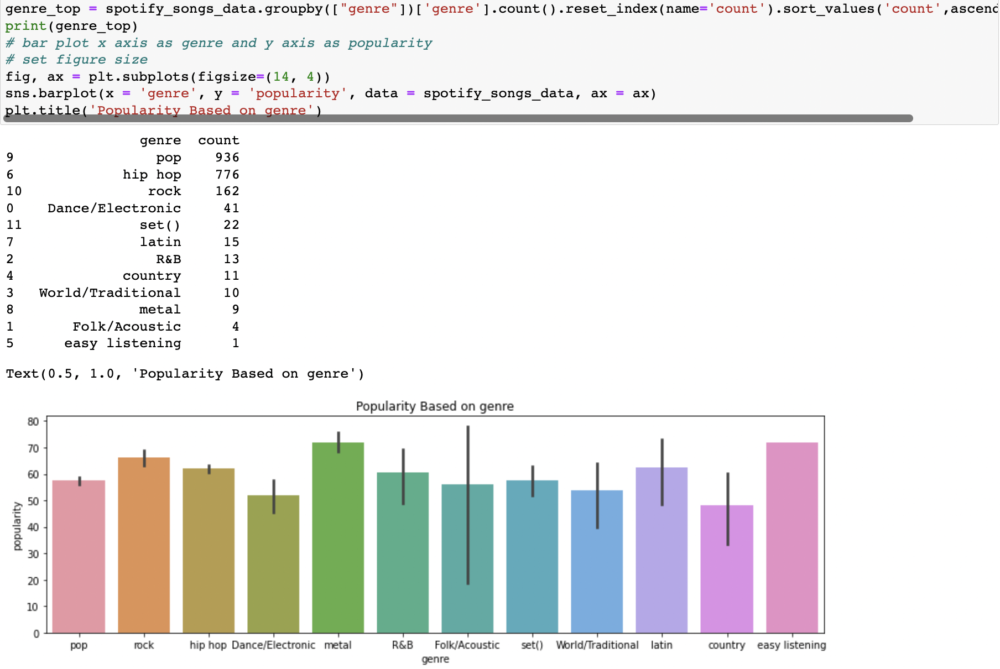 genre_top = spotify_songs_data.groupby(["genre"])['genre'].count().reset_index(name='count').sort_values('count',ascend
print(genre_top)
# bar plot x axis as genre and y axis as popularity
# set figure size
fig, ax = plt.subplots(figsize=(14, 4))
sns.barplot(x = 'genre', y = 'popularity', data = spotify_songs_data, ax = ax)
plt.title('Popularity Based on genre')
genre count
9 pop 936
6 hip hop 776
10 rock 162
0 Dance/Electronic 41
11 set() 22
7 latin 15
2 R&B 13
4 country 11
3 World/Traditional 10
8 metal 9
1 Folk/Acoustic 4
5 easy listening 1
Text(0.5, 1.0, 'Popularity Based on genre')
Popularity Based on genre
80
70
60
50
40
30
20
10
0
popularity
pop rock hip hop Dance/Electronic metal R&B Folk/Acoustic set() World/Traditional latin country easy listening
genre